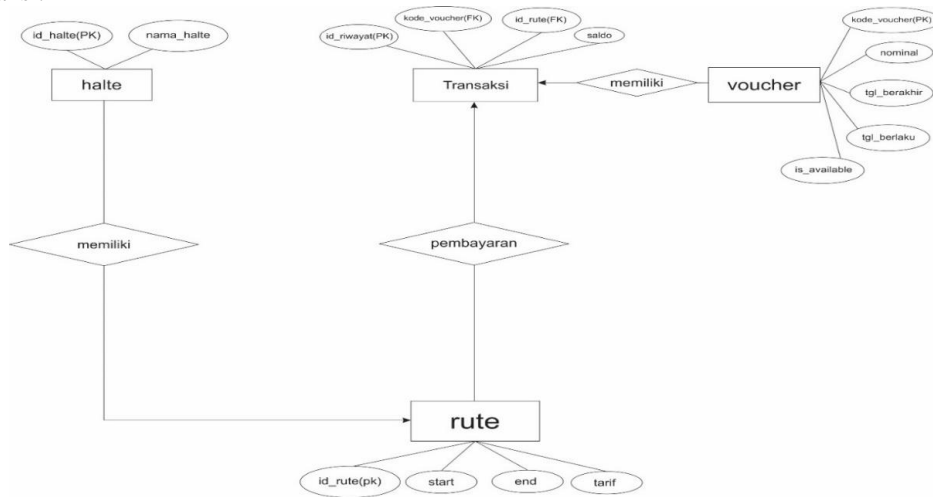 id_halte(PK)
nama_halte
halte
memiliki
kode_voucher(FK)
id_rute(FK)
id_riwayat(PK)
saldo
Transaksi
memiliki
voucher
kode_voucher(PK)
nominal
tgl_berakhir
tgl_berlaku
is_available
pembayaran
rute
id_rute(pk)
start
end
tarif